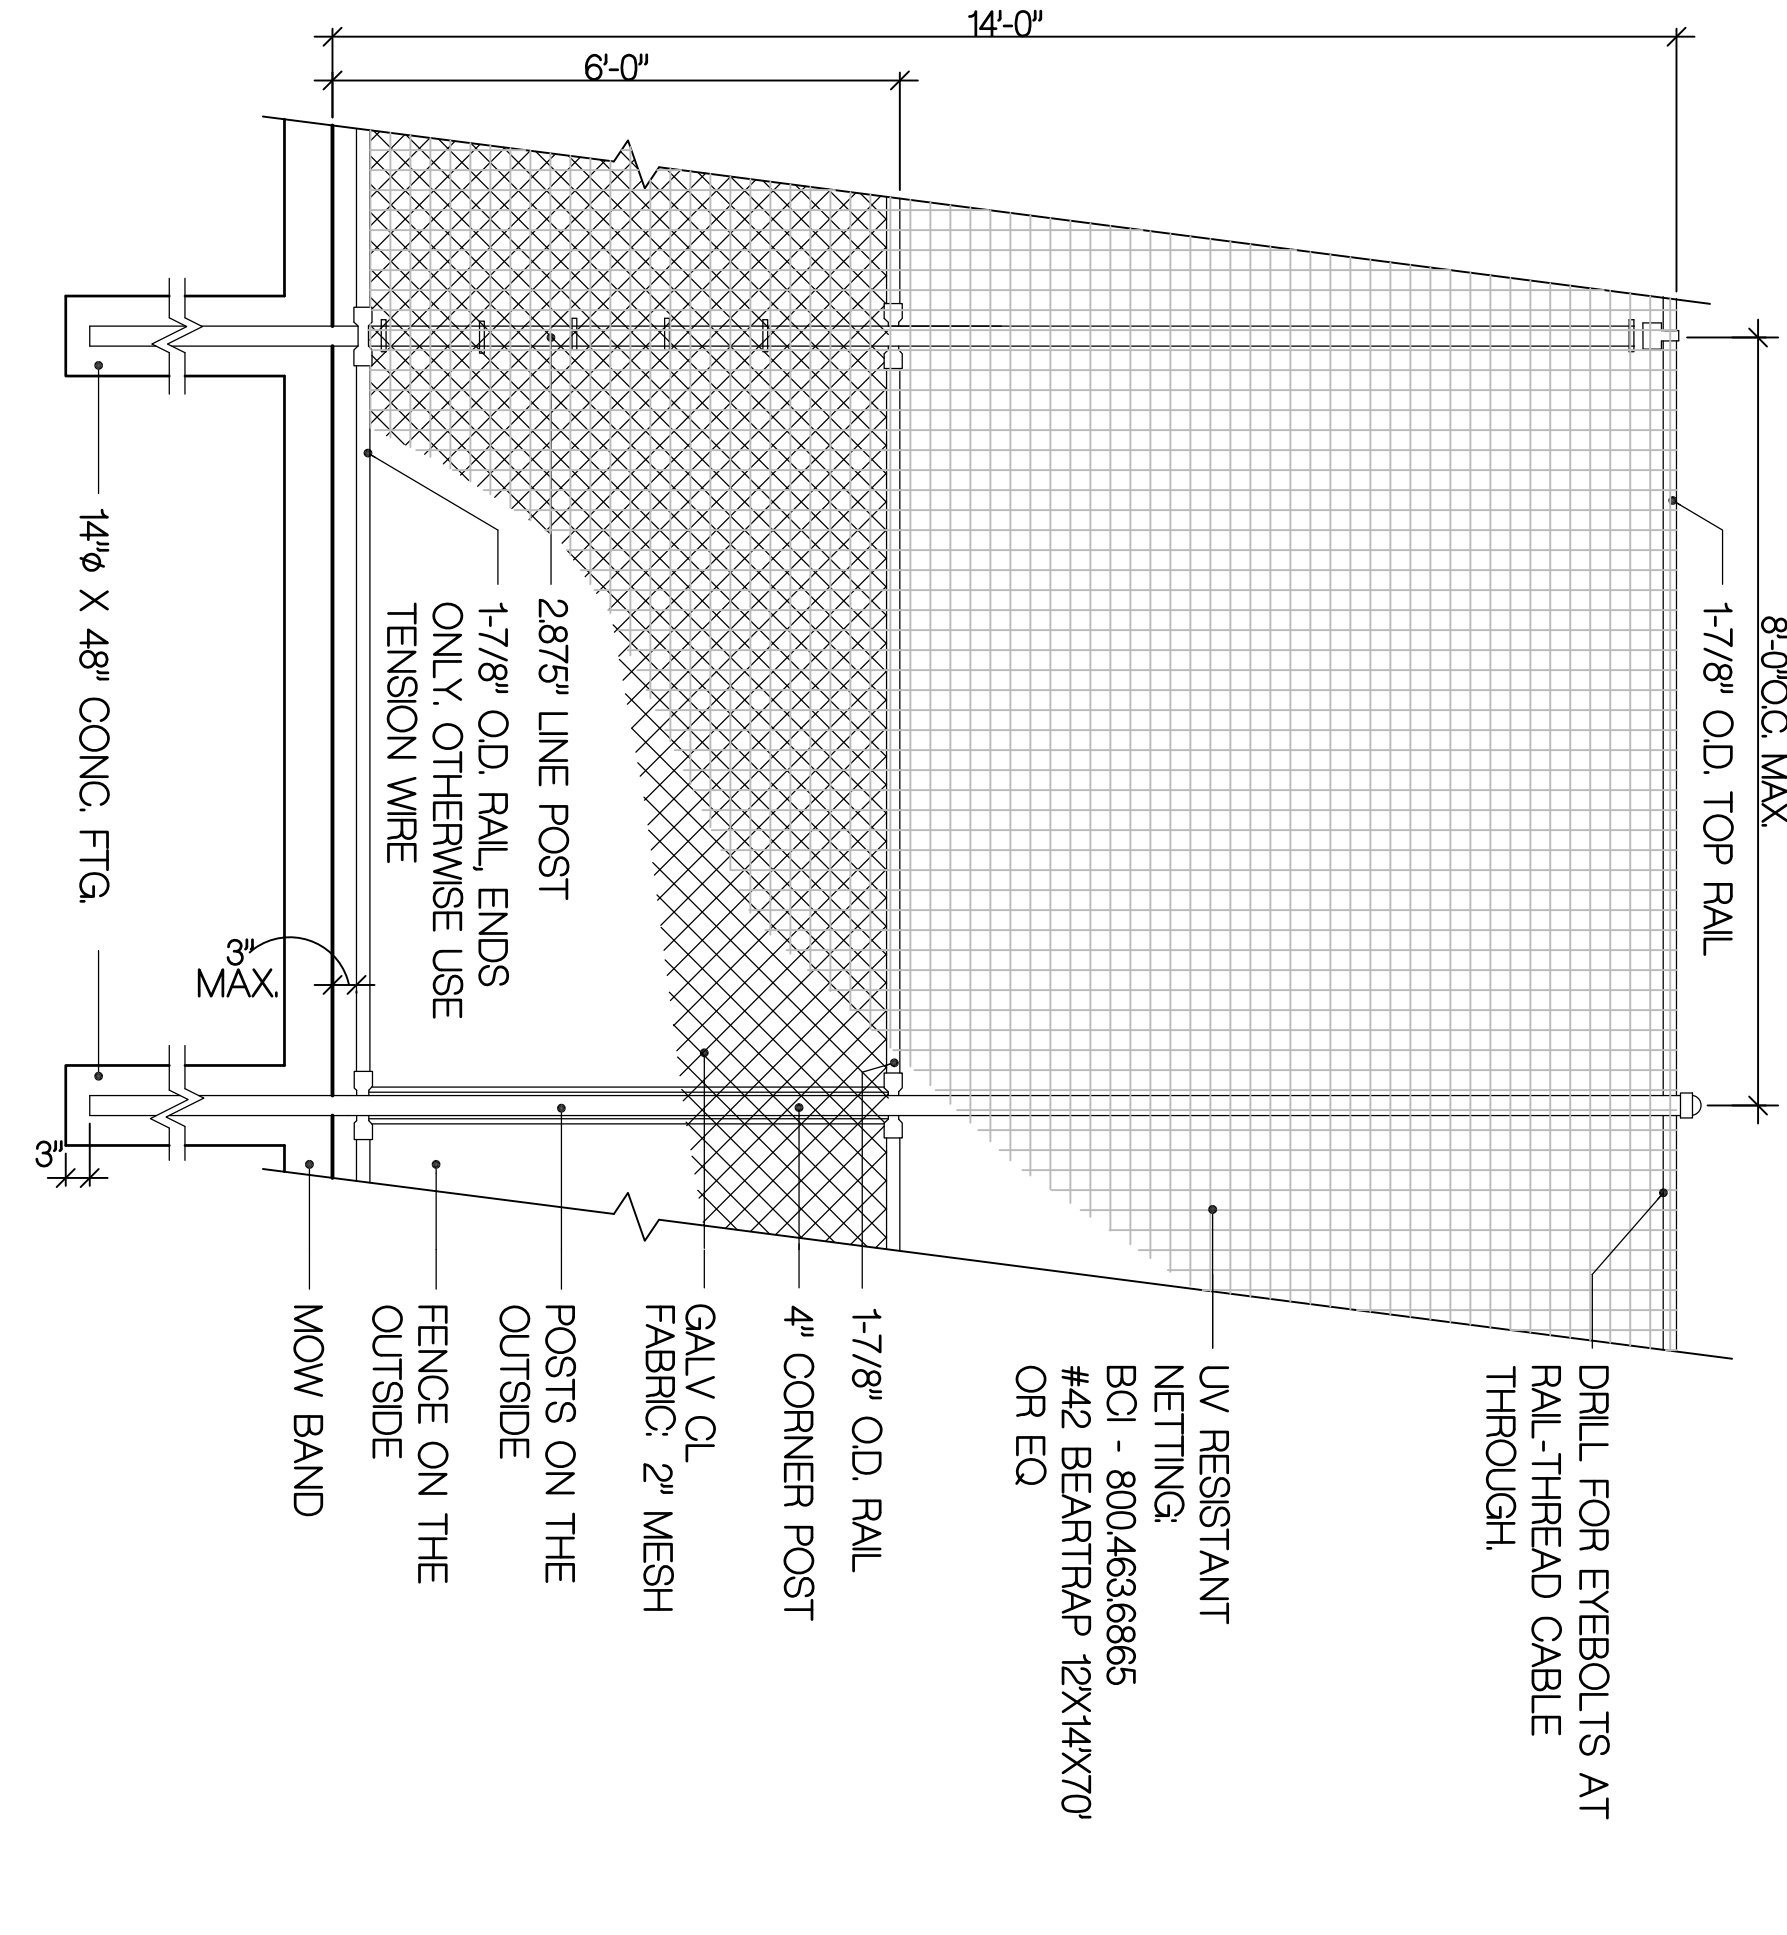 14'-0"
6'-0"
8'-0"O.C. MAX.
1-7/8" O.D. TOP RAIL
2.875" LINE POST
1-7/8" O.D. RAIL, ENDS
ONLY. OTHERWISE USE
TENSION WIRE
14"ø X 48" CONC. FTG.
3"
MAX.
3"
DRILL FOR EYEBOLTS AT
RAIL-THREAD CABLE
THROUGH.
UV RESISTANT
NETTING:
BCI - 800.463.6865
#42 BEARTRAP 12'X14'X70'
OR EQ
1-7/8" O.D. RAIL
4" CORNER POST
GALV CL
FABRIC: 2" MESH
POSTS ON THE
OUTSIDE
FENCE ON THE
OUTSIDE
MOW BAND